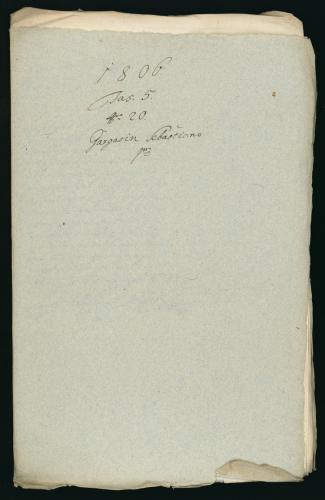 1806
Fas. 5.
N.º 20.
Gargasin Sebastiano